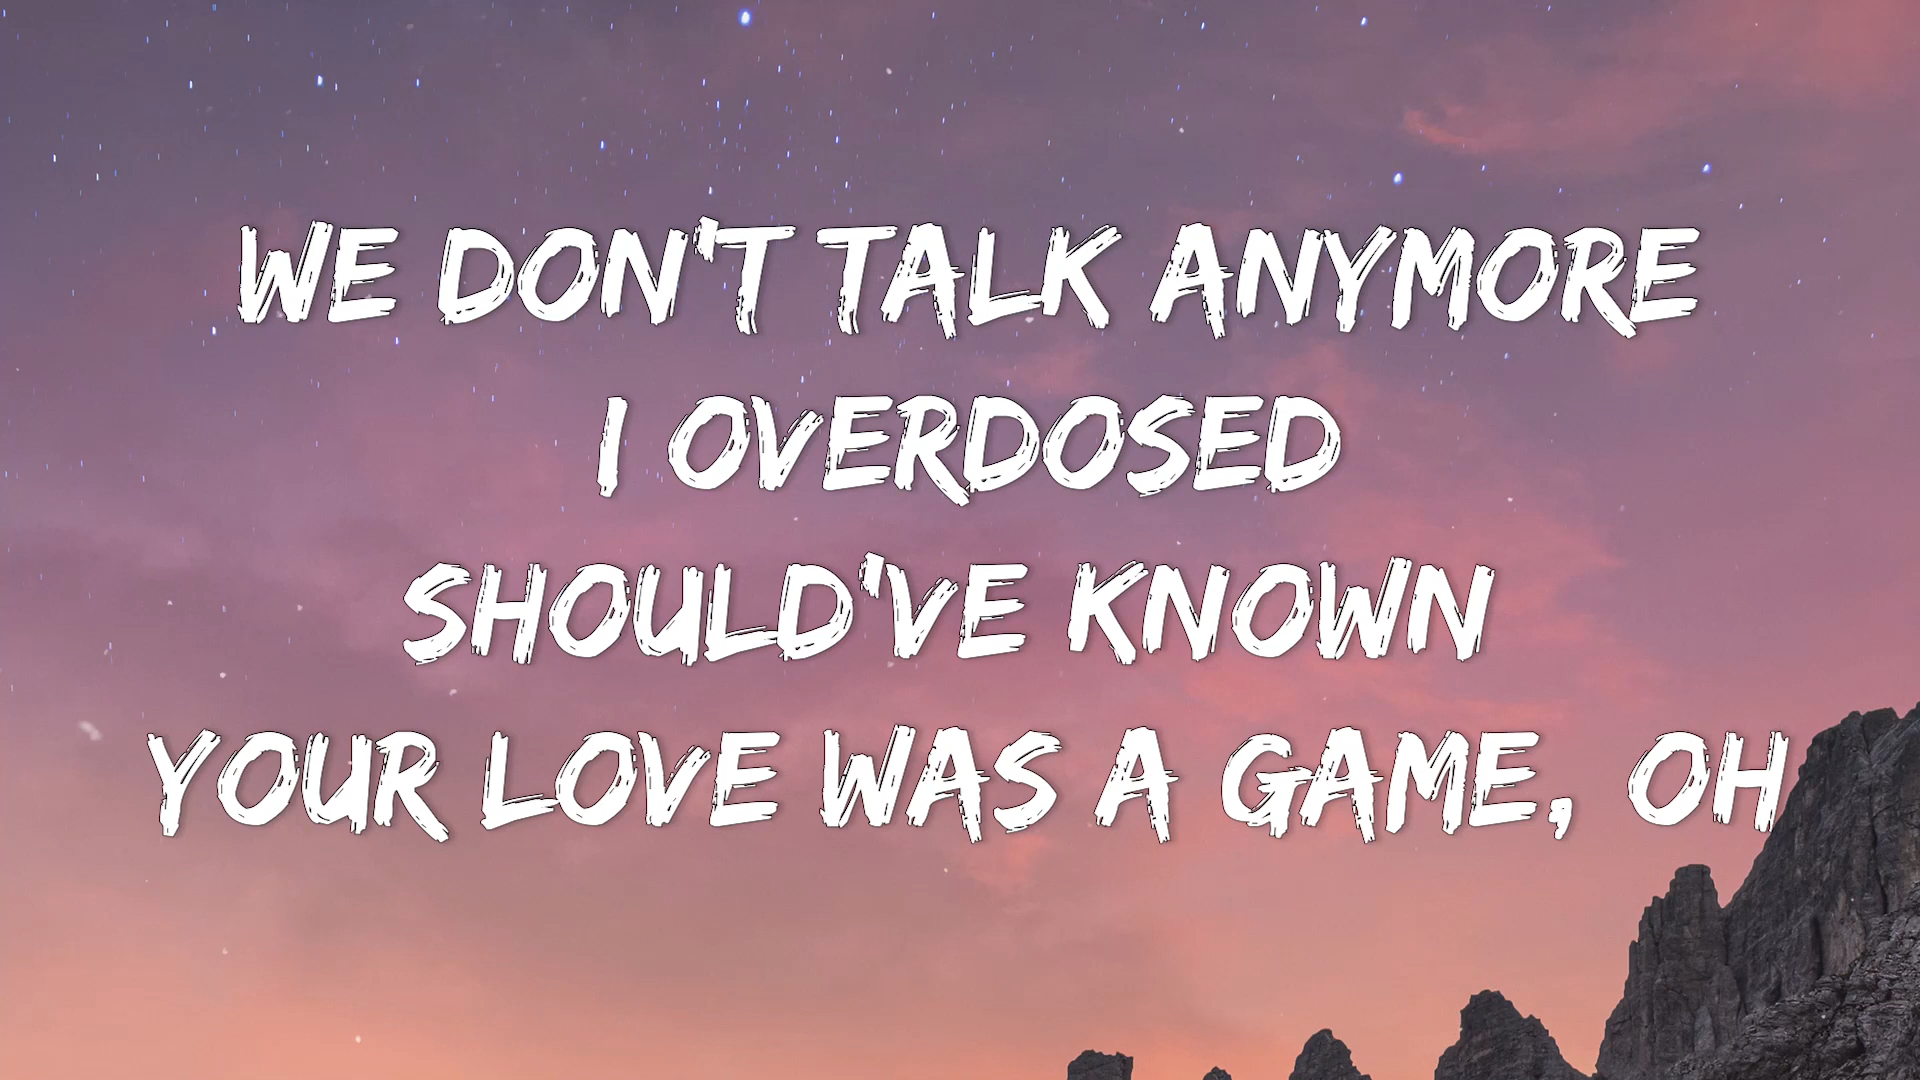 WE DON'T TALK ANYMORE
I OVERDOSED
SHOULD'VE KNOWN
YOUR LOVE WAS A GAME, OH